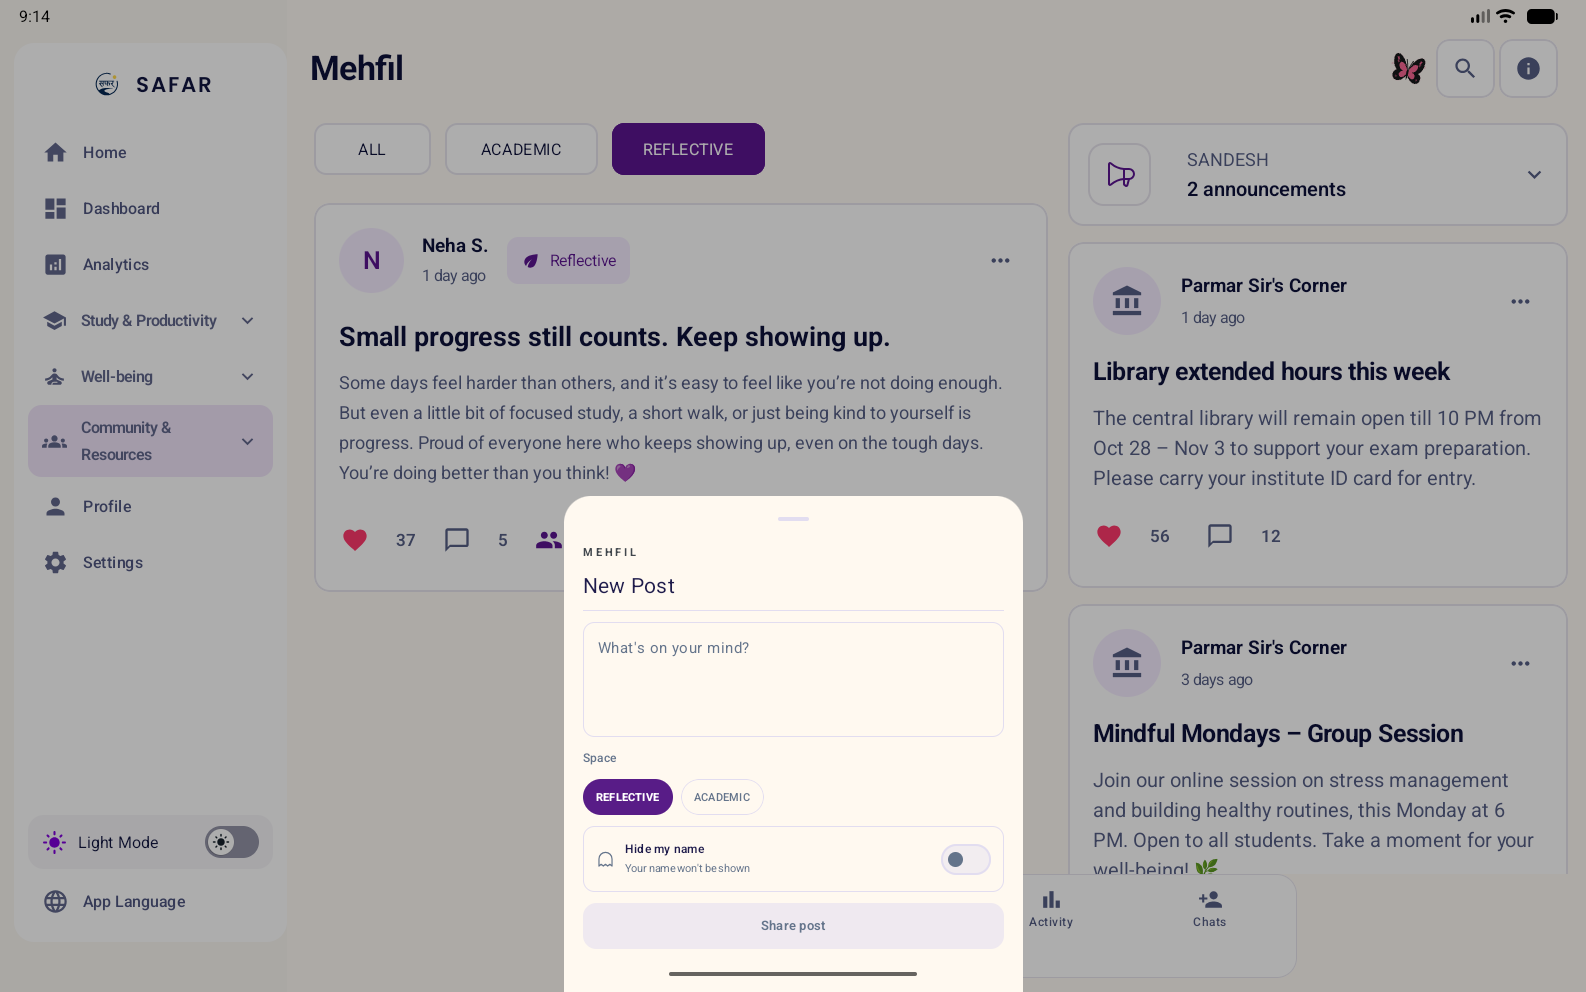 9:14
सफर
SAFAR
Home
Dashboard
Analytics
Study & Productivity
Well-being
Community &
Resources
Profile
Settings
Light Mode
App Language
Mehfil
ALL
ACADEMIC
REFLECTIVE
N
Neha S.
1 day ago
Reflective
Small progress still counts. Keep showing up.
Some days feel harder than others, and it’s easy to feel like you’re not doing enough.
But even a little bit of focused study, a short walk, or just being kind to yourself is
progress. Proud of everyone here who keeps showing up, even on the tough days.
You’re doing better than you think! 💜
37
5
SANDESH
2 announcements
Parmar Sir's Corner
1 day ago
Library extended hours this week
The central library will remain open till 10 PM from
Oct 28 – Nov 3 to support your exam preparation.
Please carry your institute ID card for entry.
56
12
Parmar Sir's Corner
3 days ago
Mindful Mondays – Group Session
Join our online session on stress management
and building healthy routines, this Monday at 6
PM. Open to all students. Take a moment for your
well-being! 🌿
Activity
Chats
MEHFIL
New Post
What's on your mind?
Space
REFLECTIVE
ACADEMIC
Hide my name
Your name won't be shown
Share post